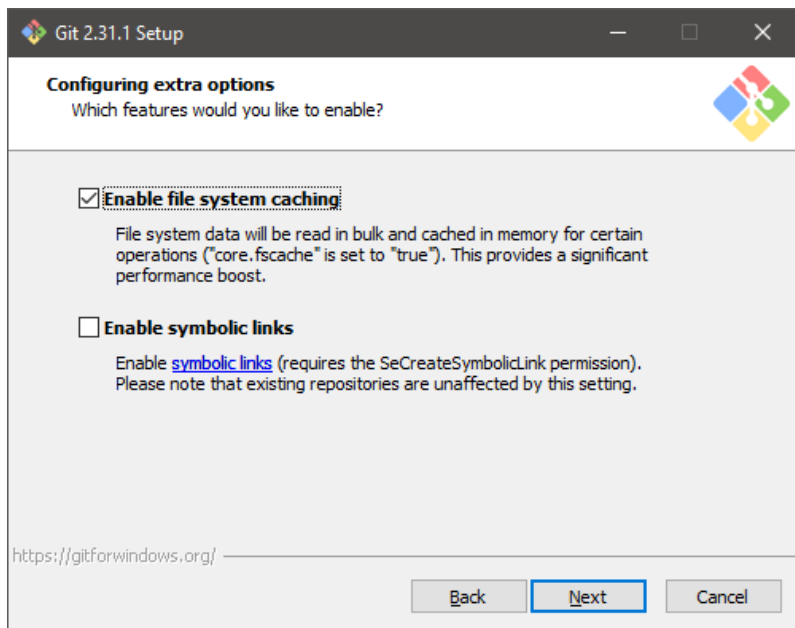 Git 2.31.1 Setup
Configuring extra options
Which features would you like to enable?
Enable file system caching
File system data will be read in bulk and cached in memory for certain
operations ("core.fscache" is set to "true"). This provides a significant
performance boost.
Enable symbolic links
Enable symbolic links (requires the SeCreateSymbolicLink permission).
Please note that existing repositories are unaffected by this setting.
https://gitforwindows.org/
Back Next Cancel